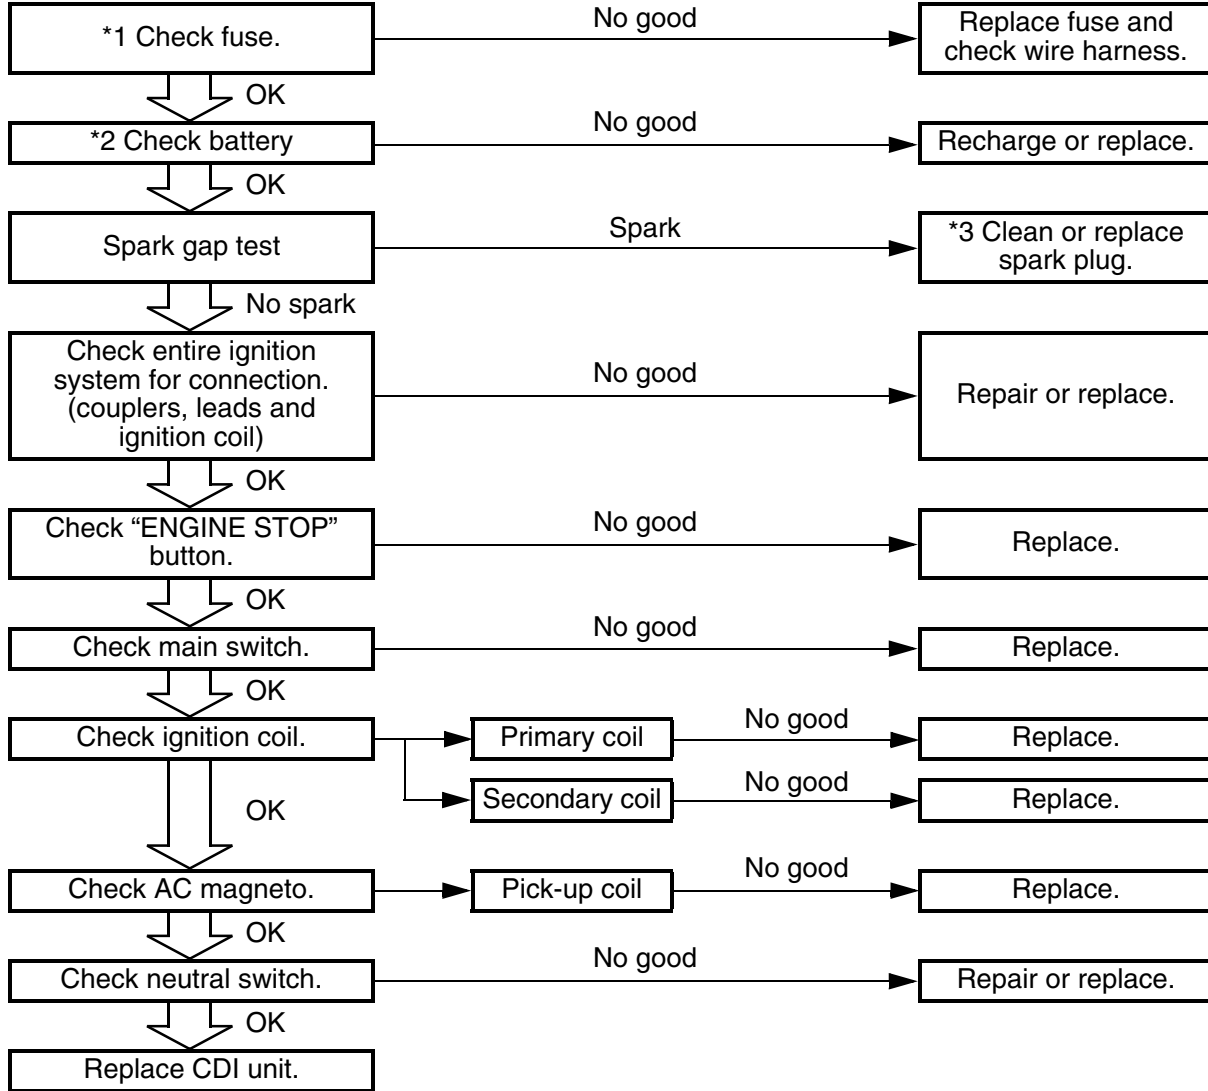 *1 Check fuse.
No good
Replace fuse and
check wire harness.
OK
*2 Check battery
No good
Recharge or replace.
OK
Spark gap test
Spark
*3 Clean or replace
spark plug.
No spark
Check entire ignition
system for connection.
(couplers, leads and
ignition coil)
No good
Repair or replace.
OK
Check “ENGINE STOP”
button.
No good
Replace.
OK
Check main switch.
No good
Replace.
OK
Check ignition coil.
Primary coil
No good
Replace.
Secondary coil
No good
Replace.
OK
Check AC magneto.
Pick-up coil
No good
Replace.
OK
Check neutral switch.
No good
Repair or replace.
OK
Replace CDI unit.